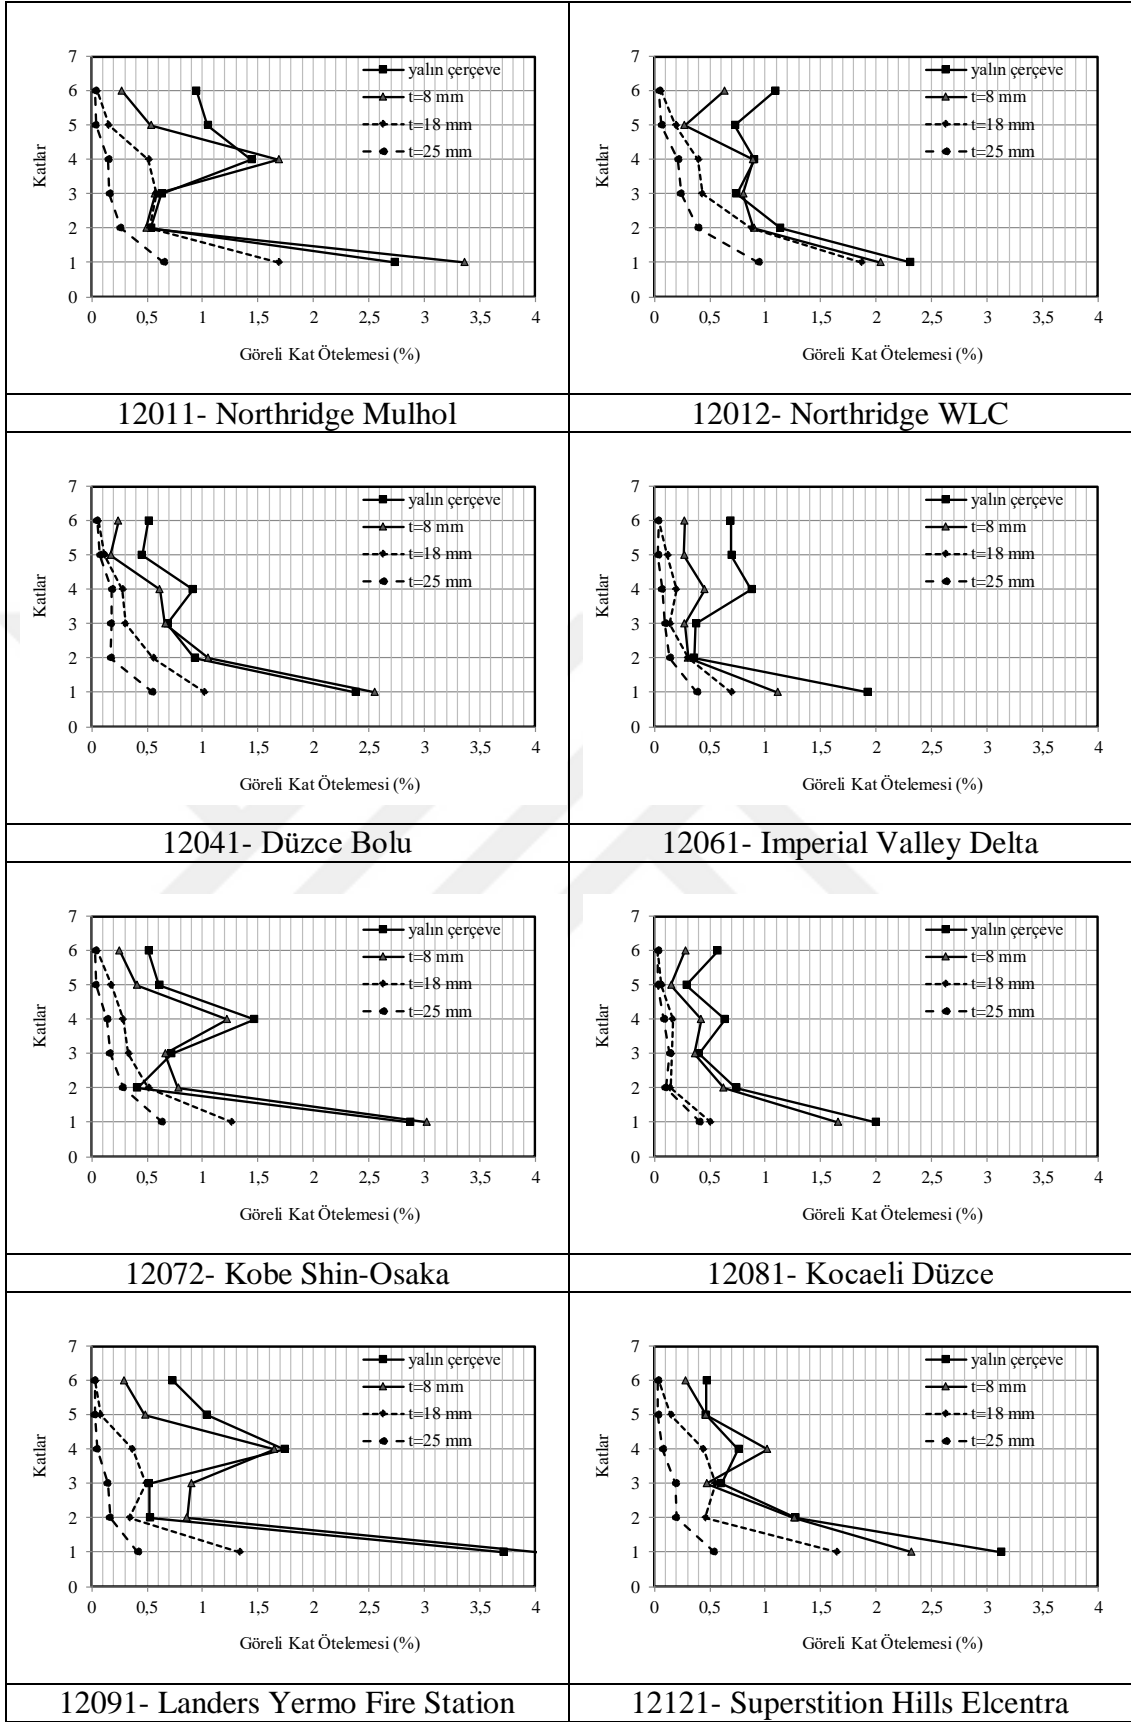 7
6
5
4
3
2
1
0
Katlar
yalın çerçeve
t=8 mm
t=18 mm
t=25 mm
0 0,5 1 1,5 2 2,5 3 3,5 4
Göreli Kat Ötelemesi (%)
12011- Northridge Mulhol
7
6
5
4
3
2
1
0
Katlar
yalın çerçeve
t=8 mm
t=18 mm
t=25 mm
0 0,5 1 1,5 2 2,5 3 3,5 4
Göreli Kat Ötelemesi (%)
12012- Northridge WLC
7
6
5
4
3
2
1
0
Katlar
yalın çerçeve
t=8 mm
t=18 mm
t=25 mm
0 0,5 1 1,5 2 2,5 3 3,5 4
Göreli Kat Ötelemesi (%)
12041- Düzce Bolu
7
6
5
4
3
2
1
0
Katlar
yalın çerçeve
t=8 mm
t=18 mm
t=25 mm
0 0,5 1 1,5 2 2,5 3 3,5 4
Göreli Kat Ötelemesi (%)
12061- Imperial Valley Delta
7
6
5
4
3
2
1
0
Katlar
yalın çerçeve
t=8 mm
t=18 mm
t=25 mm
0 0,5 1 1,5 2 2,5 3 3,5 4
Göreli Kat Ötelemesi (%)
12072- Kobe Shin-Osaka
7
6
5
4
3
2
1
0
Katlar
yalın çerçeve
t=8 mm
t=18 mm
t=25 mm
0 0,5 1 1,5 2 2,5 3 3,5 4
Göreli Kat Ötelemesi (%)
12081- Kocaeli Düzce
7
6
5
4
3
2
1
0
Katlar
yalın çerçeve
t=8 mm
t=18 mm
t=25 mm
0 0,5 1 1,5 2 2,5 3 3,5 4
Göreli Kat Ötelemesi (%)
12091- Landers Yermo Fire Station
7
6
5
4
3
2
1
0
Katlar
yalın çerçeve
t=8 mm
t=18 mm
t=25 mm
0 0,5 1 1,5 2 2,5 3 3,5 4
Göreli Kat Ötelemesi (%)
12121- Superstition Hills Elcentra